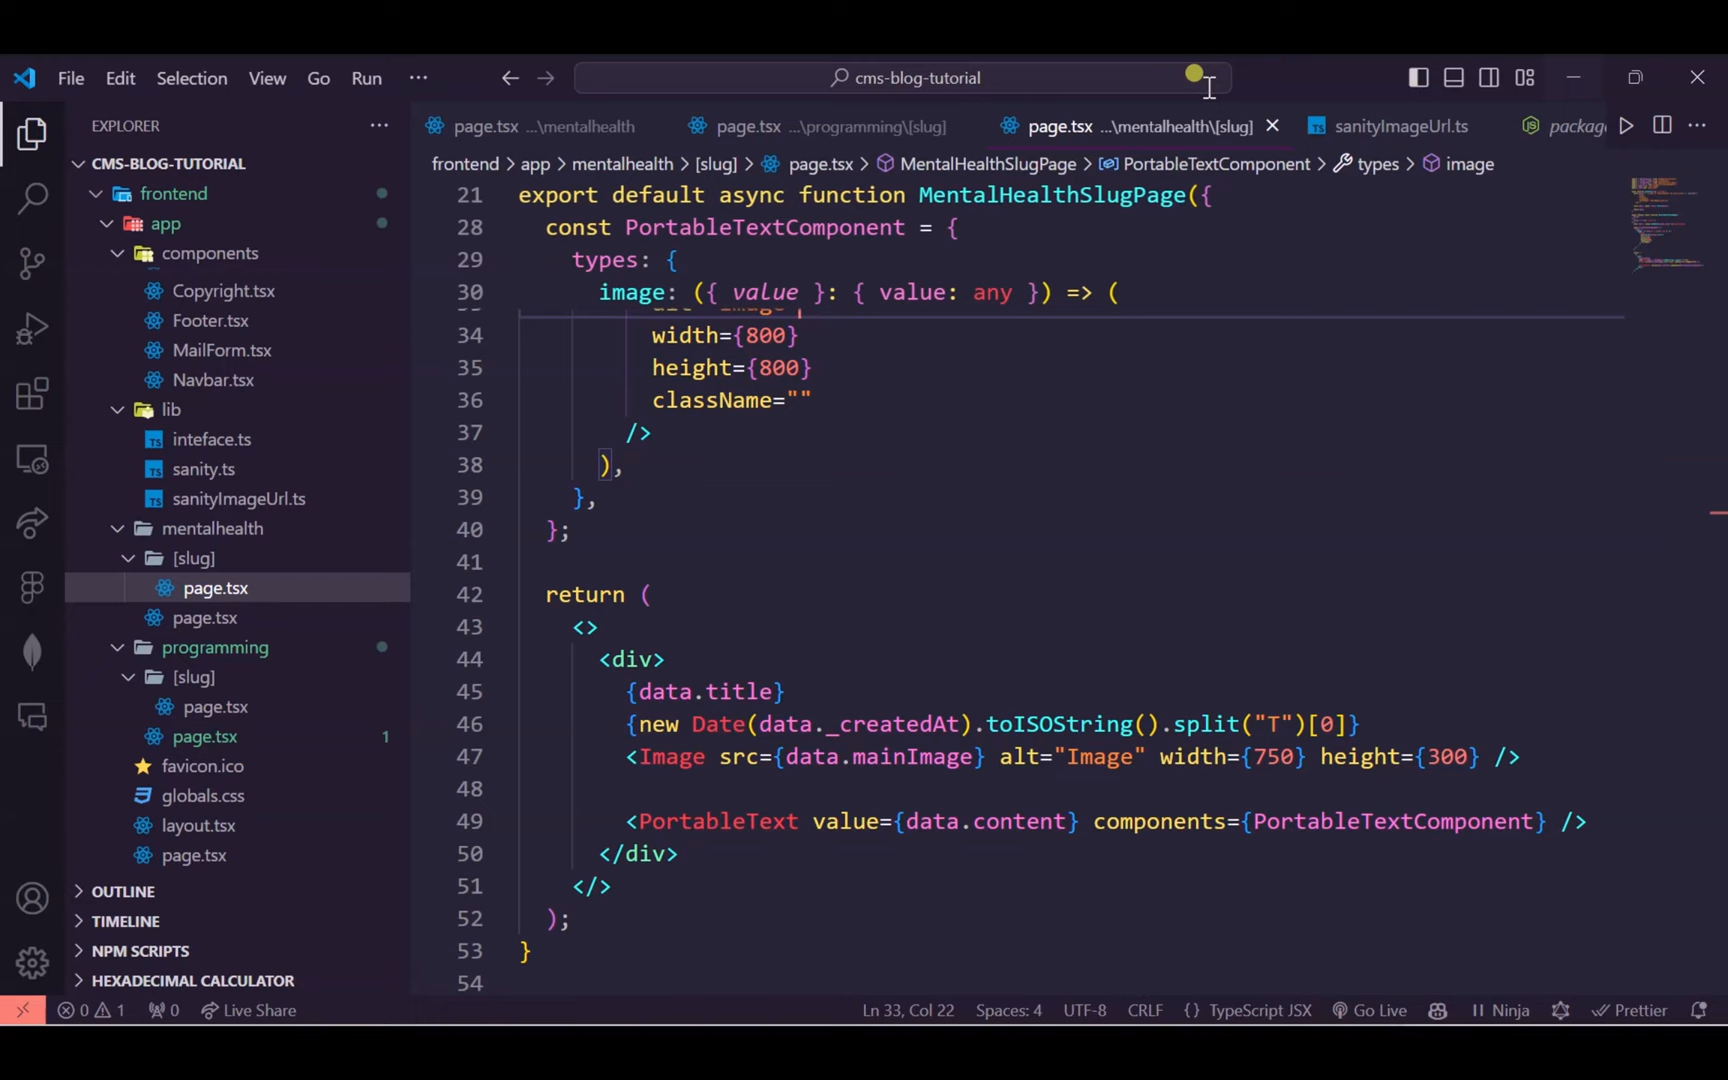 File Edit Selection View Go Run ··· cms-blog-tutorial
EXPLORER ···
page.tsx ...\mentalhealth page.tsx ...\programming\[slug] page.tsx ...\mentalhealth\[slug] sanityImageUrl.ts packag
CMS-BLOG-TUTORIAL
frontend > app > mentalhealth > [slug] > page.tsx > MentalHealthSlugPage > PortableTextComponent > types > image
frontend
app
components
Copyright.tsx
Footer.tsx
MailForm.tsx
Navbar.tsx
lib
inteface.ts
sanity.ts
sanityImageUrl.ts
mentalhealth
[slug]
page.tsx
page.tsx
programming
[slug]
page.tsx
page.tsx 1
favicon.ico
globals.css
layout.tsx
page.tsx
OUTLINE
TIMELINE
NPM SCRIPTS
HEXADECIMAL CALCULATOR
21 export default async function MentalHealthSlugPage({
28 const PortableTextComponent = {
29 types: {
30 image: ({ value }: { value: any }) => (
34 width={800}
35 height={800}
36 className=""
37 />
38 ),
39 },
40 };
41
42 return (
43 <>
44 <div>
45 {data.title}
46 {new Date(data._createdAt).toISOString().split("T")[0]}
47 <Image src={data.mainImage} alt="Image" width={750} height={300} />
48
49 <PortableText value={data.content} components={PortableTextComponent} />
50 </div>
51 </>
52 );
53 }
54
0 1 0 Live Share Ln 33, Col 22 Spaces: 4 UTF-8 CRLF {} TypeScript JSX Go Live Ninja Prettier